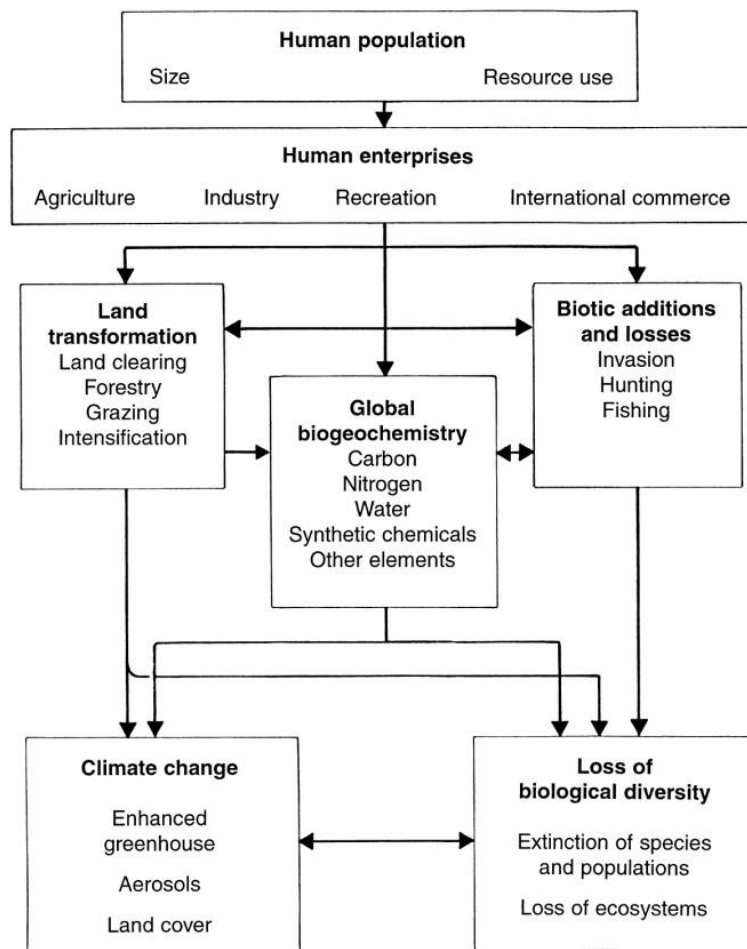 Human population
Size Resource use
Human enterprises
Agriculture Industry Recreation International commerce
Land
transformation
Land clearing
Forestry
Grazing
Intensification
Biotic additions
and losses
Invasion
Hunting
Fishing
Global
biogeochemistry
Carbon
Nitrogen
Water
Synthetic chemicals
Other elements
Climate change
Enhanced
greenhouse
Aerosols
Land cover
Loss of
biological diversity
Extinction of species
and populations
Loss of ecosystems